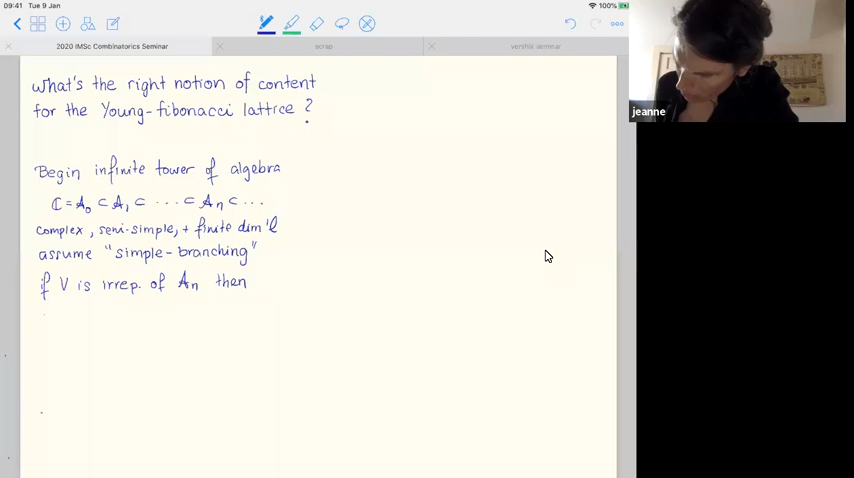 09:41 Tue 9 Jan
100%
2020 IMSc Combinatorics Seminar
scrap
vershik seminar
what's the right notion of content
for the Young-fibonacci lattice ?
Begin infinite tower of algebra
ℂ = A₀ ⊂ A₁ ⊂ ··· ⊂ Aₙ ⊂ ...
complex, semi-simple, + finite dim'l
assume "simple-branching"
if V is irrep. of Aₙ then
jeanne